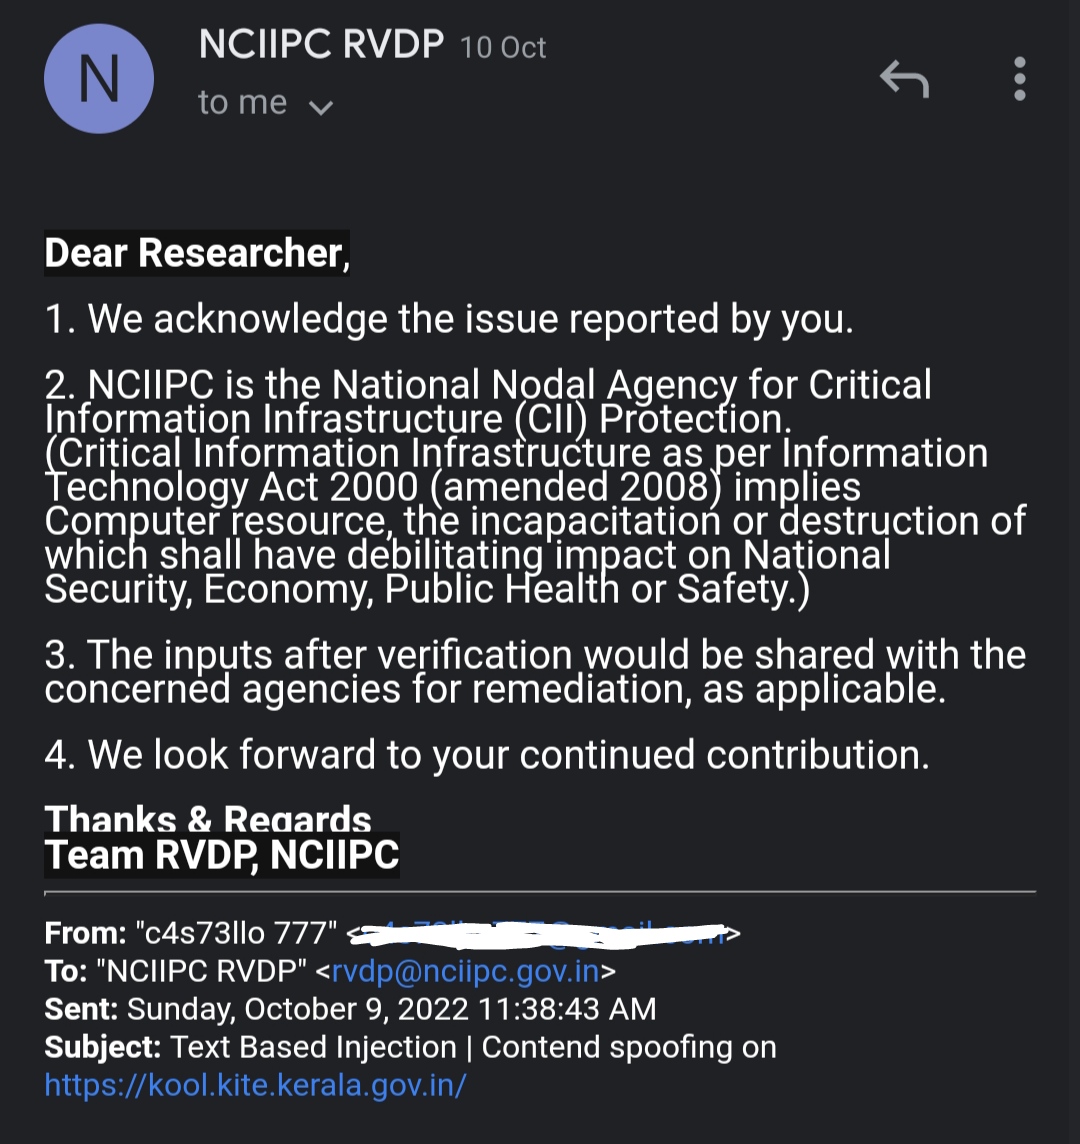 N
NCIIPC RVDP 10 Oct
to me
Dear Researcher,
1. We acknowledge the issue reported by you.
2. NCIIPC is the National Nodal Agency for Critical
Information Infrastructure (CII) Protection.
(Critical Information Infrastructure as per Information
Technology Act 2000 (amended 2008) implies
Computer resource, the incapacitation or destruction of
which shall have debilitating impact on National
Security, Economy, Public Health or Safety.)
3. The inputs after verification would be shared with the
concerned agencies for remediation, as applicable.
4. We look forward to your continued contribution.
Thanks & Regards
Team RVDP, NCIIPC
From: "c4s73llo 777" < >
To: "NCIIPC RVDP" <rvdp@nciipc.gov.in>
Sent: Sunday, October 9, 2022 11:38:43 AM
Subject: Text Based Injection | Contend spoofing on
https://kool.kite.kerala.gov.in/